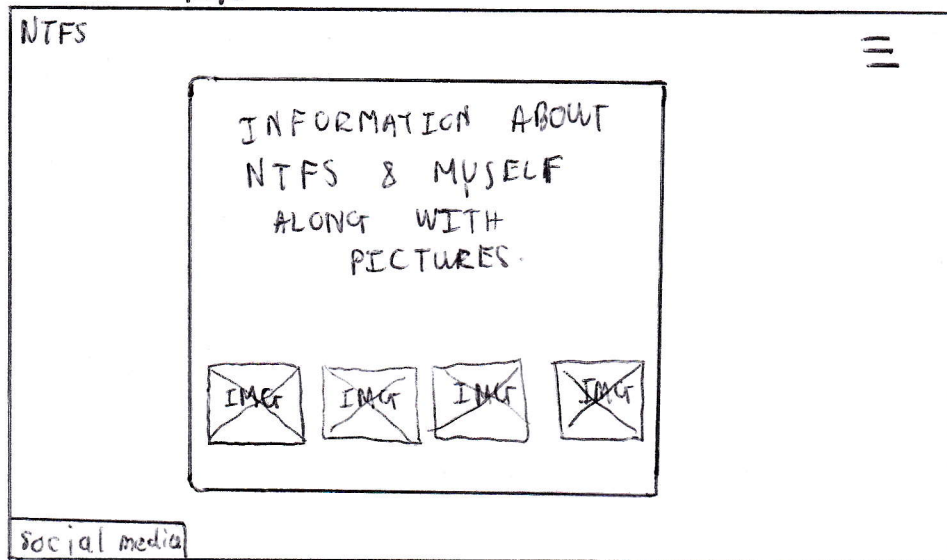 NTFS
INFORMATION ABOUT
NTFS & MYSELF
ALONG WITH
PICTURES.
IMG IMG IMG IMG
social media